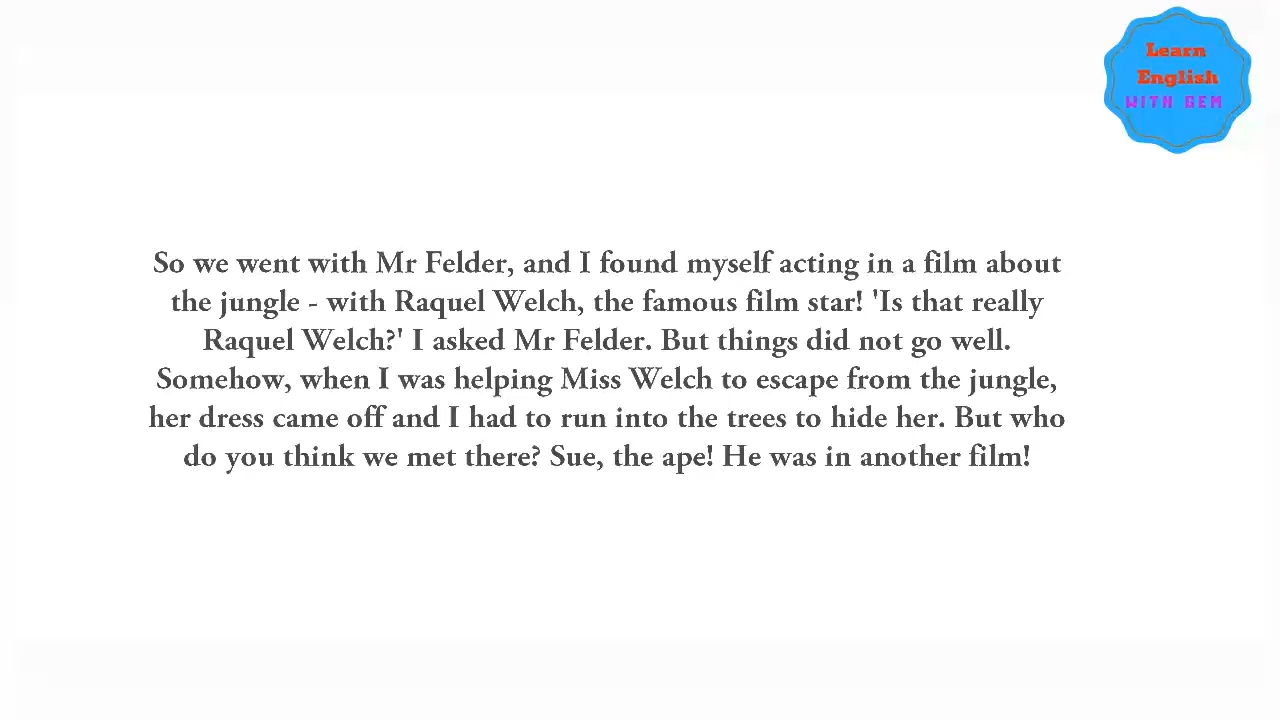 Learn
English
WITH GEM
So we went with Mr Felder, and I found myself acting in a film about
the jungle - with Raquel Welch, the famous film star! 'Is that really
Raquel Welch?' I asked Mr Felder. But things did not go well.
Somehow, when I was helping Miss Welch to escape from the jungle,
her dress came off and I had to run into the trees to hide her. But who
do you think we met there? Sue, the ape! He was in another film!